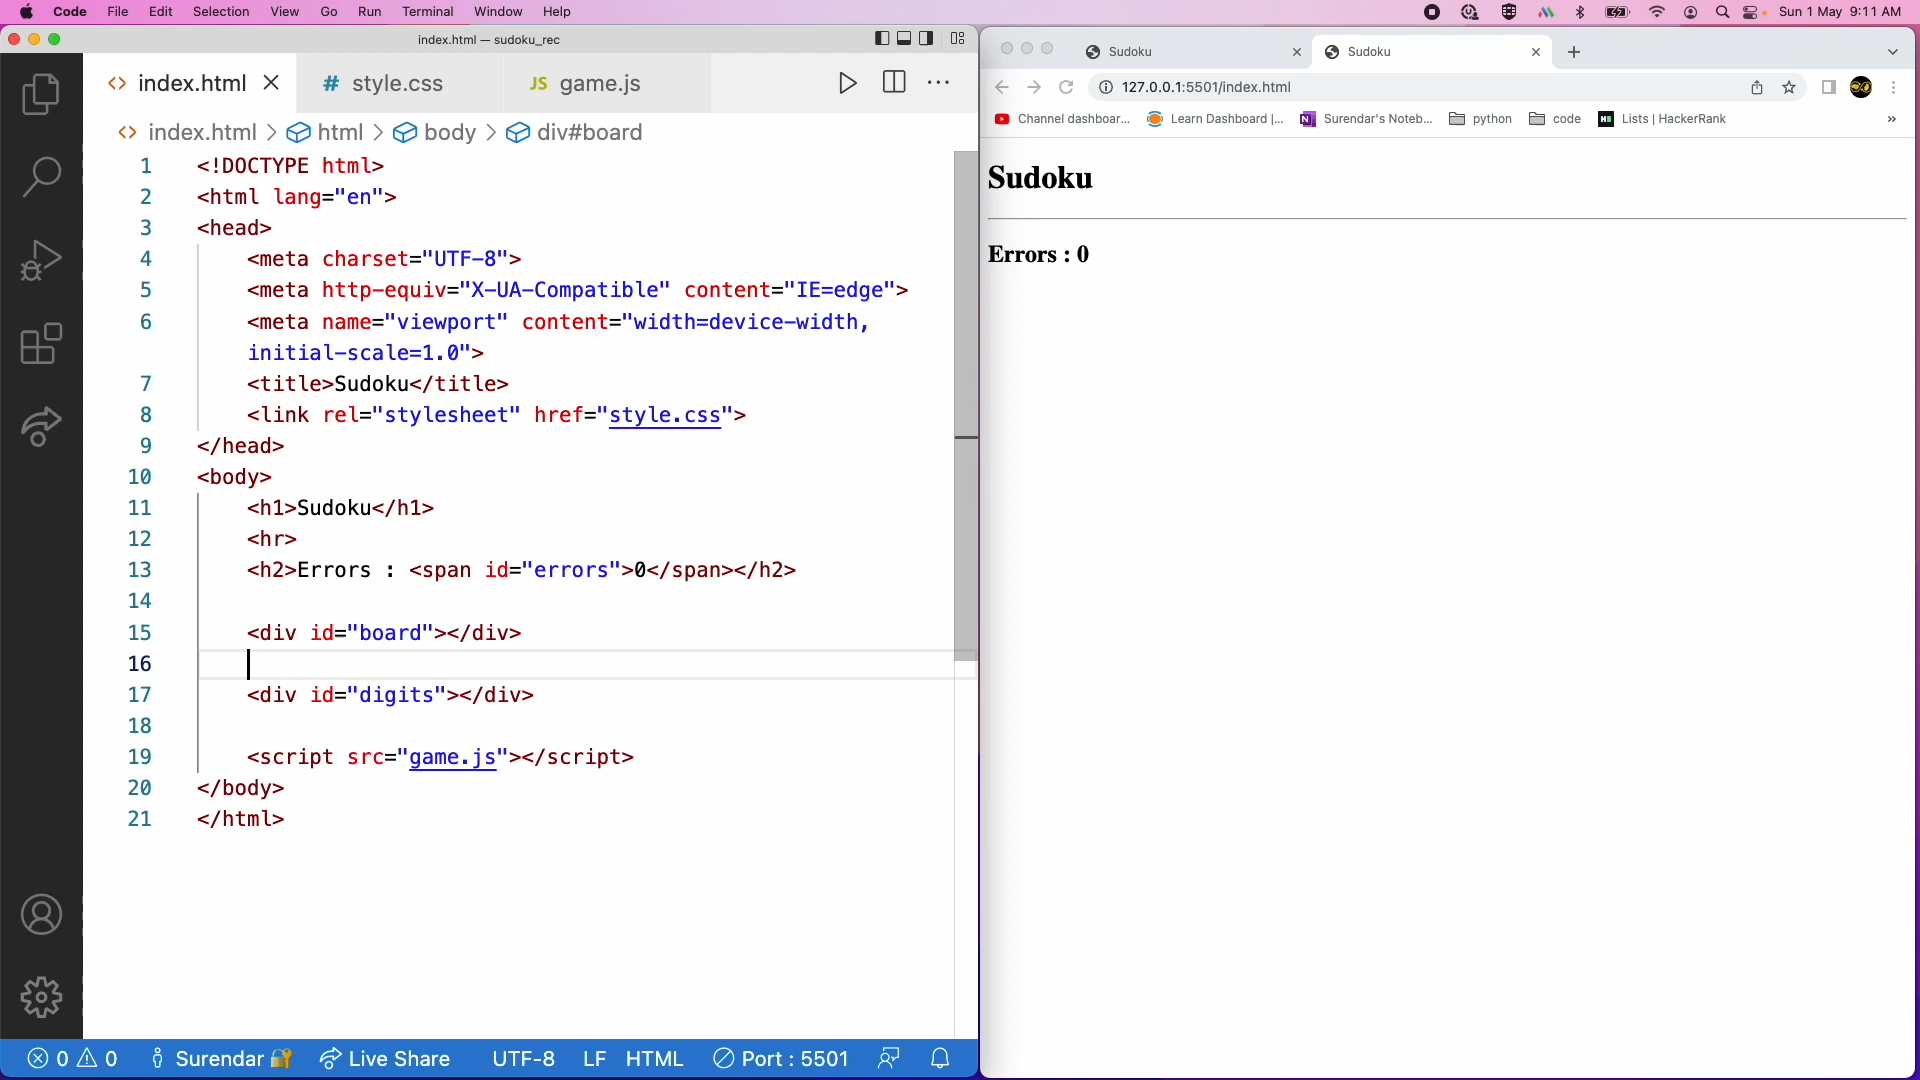 Code File Edit Selection View Go Run Terminal Window Help Sun 1 May 9:11 AM
index.html — sudoku_rec
<> index.html # style.css JS game.js
<> index.html > html > body > div#board
1 <!DOCTYPE html>
2 <html lang="en">
3 <head>
4 <meta charset="UTF-8">
5 <meta http-equiv="X-UA-Compatible" content="IE=edge">
6 <meta name="viewport" content="width=device-width,
initial-scale=1.0">
7 <title>Sudoku</title>
8 <link rel="stylesheet" href="style.css">
9 </head>
10 <body>
11 <h1>Sudoku</h1>
12 <hr>
13 <h2>Errors : <span id="errors">0</span></h2>
14
15 <div id="board"></div>
16
17 <div id="digits"></div>
18
19 <script src="game.js"></script>
20 </body>
21 </html>
0 0 Surendar Live Share UTF-8 LF HTML Port : 5501
Sudoku Sudoku
127.0.0.1:5501/index.html
Channel dashboar... Learn Dashboard |... N Surendar's Noteb... python code H Lists | HackerRank »
Sudoku
Errors : 0